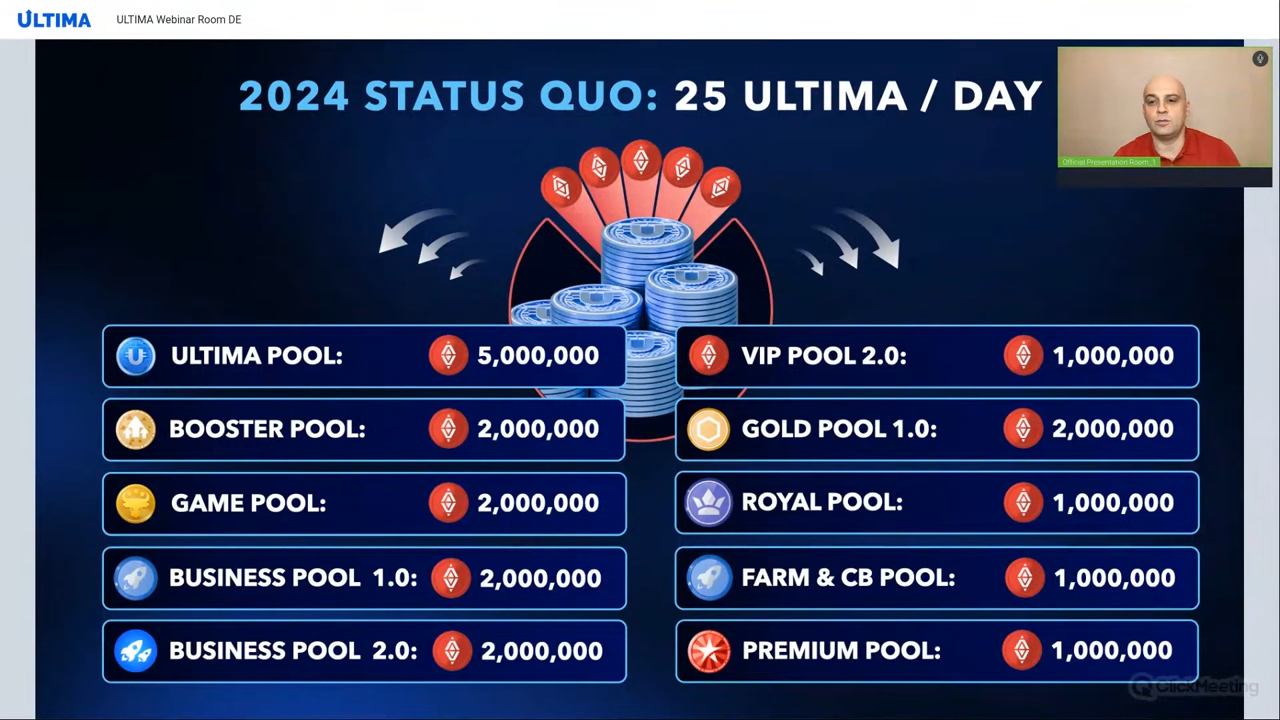 ULTIMA
ULTIMA Webinar Room DE
2024 STATUS QUO: 25 ULTIMA / DAY
Official Presentation Room_1
ULTIMA POOL: 5,000,000
VIP POOL 2.0: 1,000,000
BOOSTER POOL: 2,000,000
GOLD POOL 1.0: 2,000,000
GAME POOL: 2,000,000
ROYAL POOL: 1,000,000
BUSINESS POOL 1.0: 2,000,000
FARM & CB POOL: 1,000,000
BUSINESS POOL 2.0: 2,000,000
PREMIUM POOL: 1,000,000
ClickMeeting